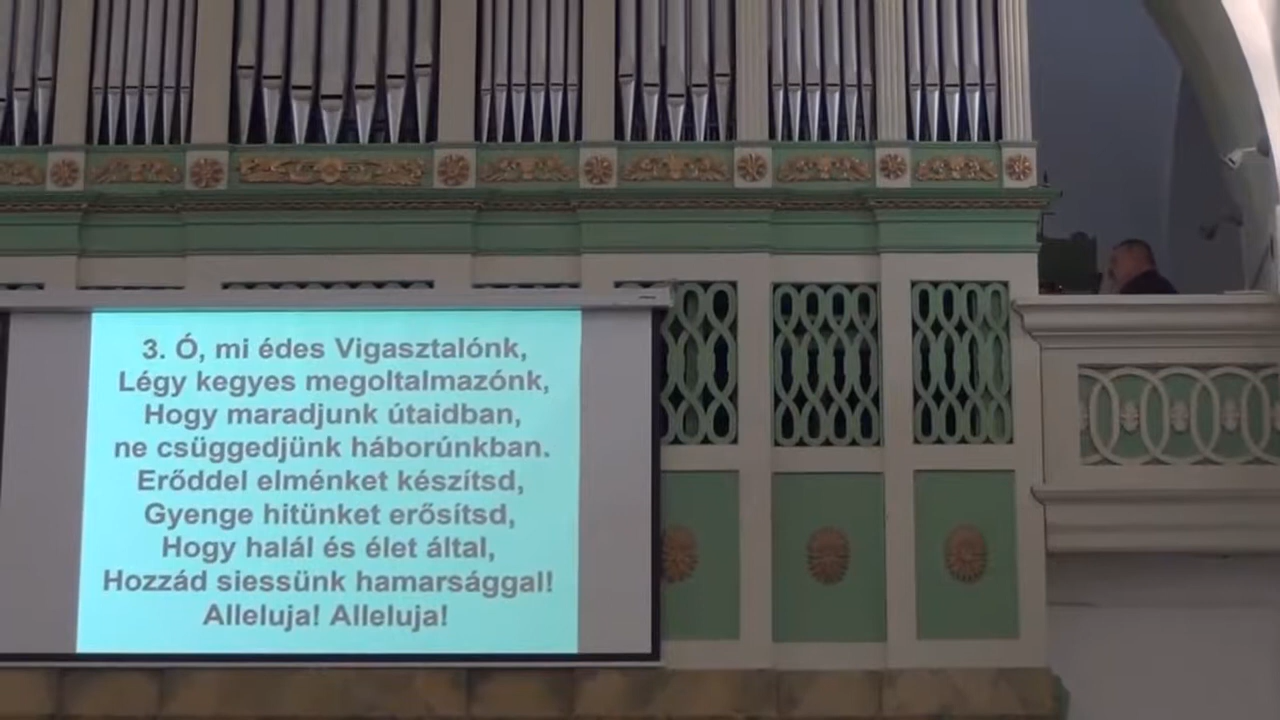 3. Ó, mi édes Vigasztalónk,
Légy kegyes megoltalmazónk,
Hogy maradjunk útaidban,
ne csüggedjünk háborúnkban.
Erőddel elménket készítsd,
Gyenge hitünket erősítsd,
Hogy halál és élet által,
Hozzád siessünk hamarsággal!
Alleluja! Alleluja!